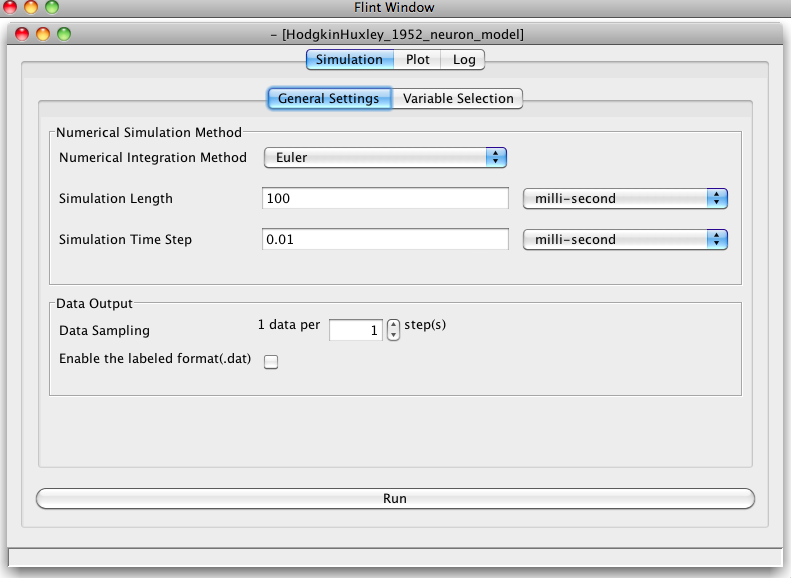 Flint Window
– [HodgkinHuxley_1952_neuron_model]
Simulation Plot Log
General Settings Variable Selection
Numerical Simulation Method
Numerical Integration Method Euler
Simulation Length 100 milli-second
Simulation Time Step 0.01 milli-second
Data Output
Data Sampling 1 data per 1 step(s)
Enable the labeled format(.dat)
Run